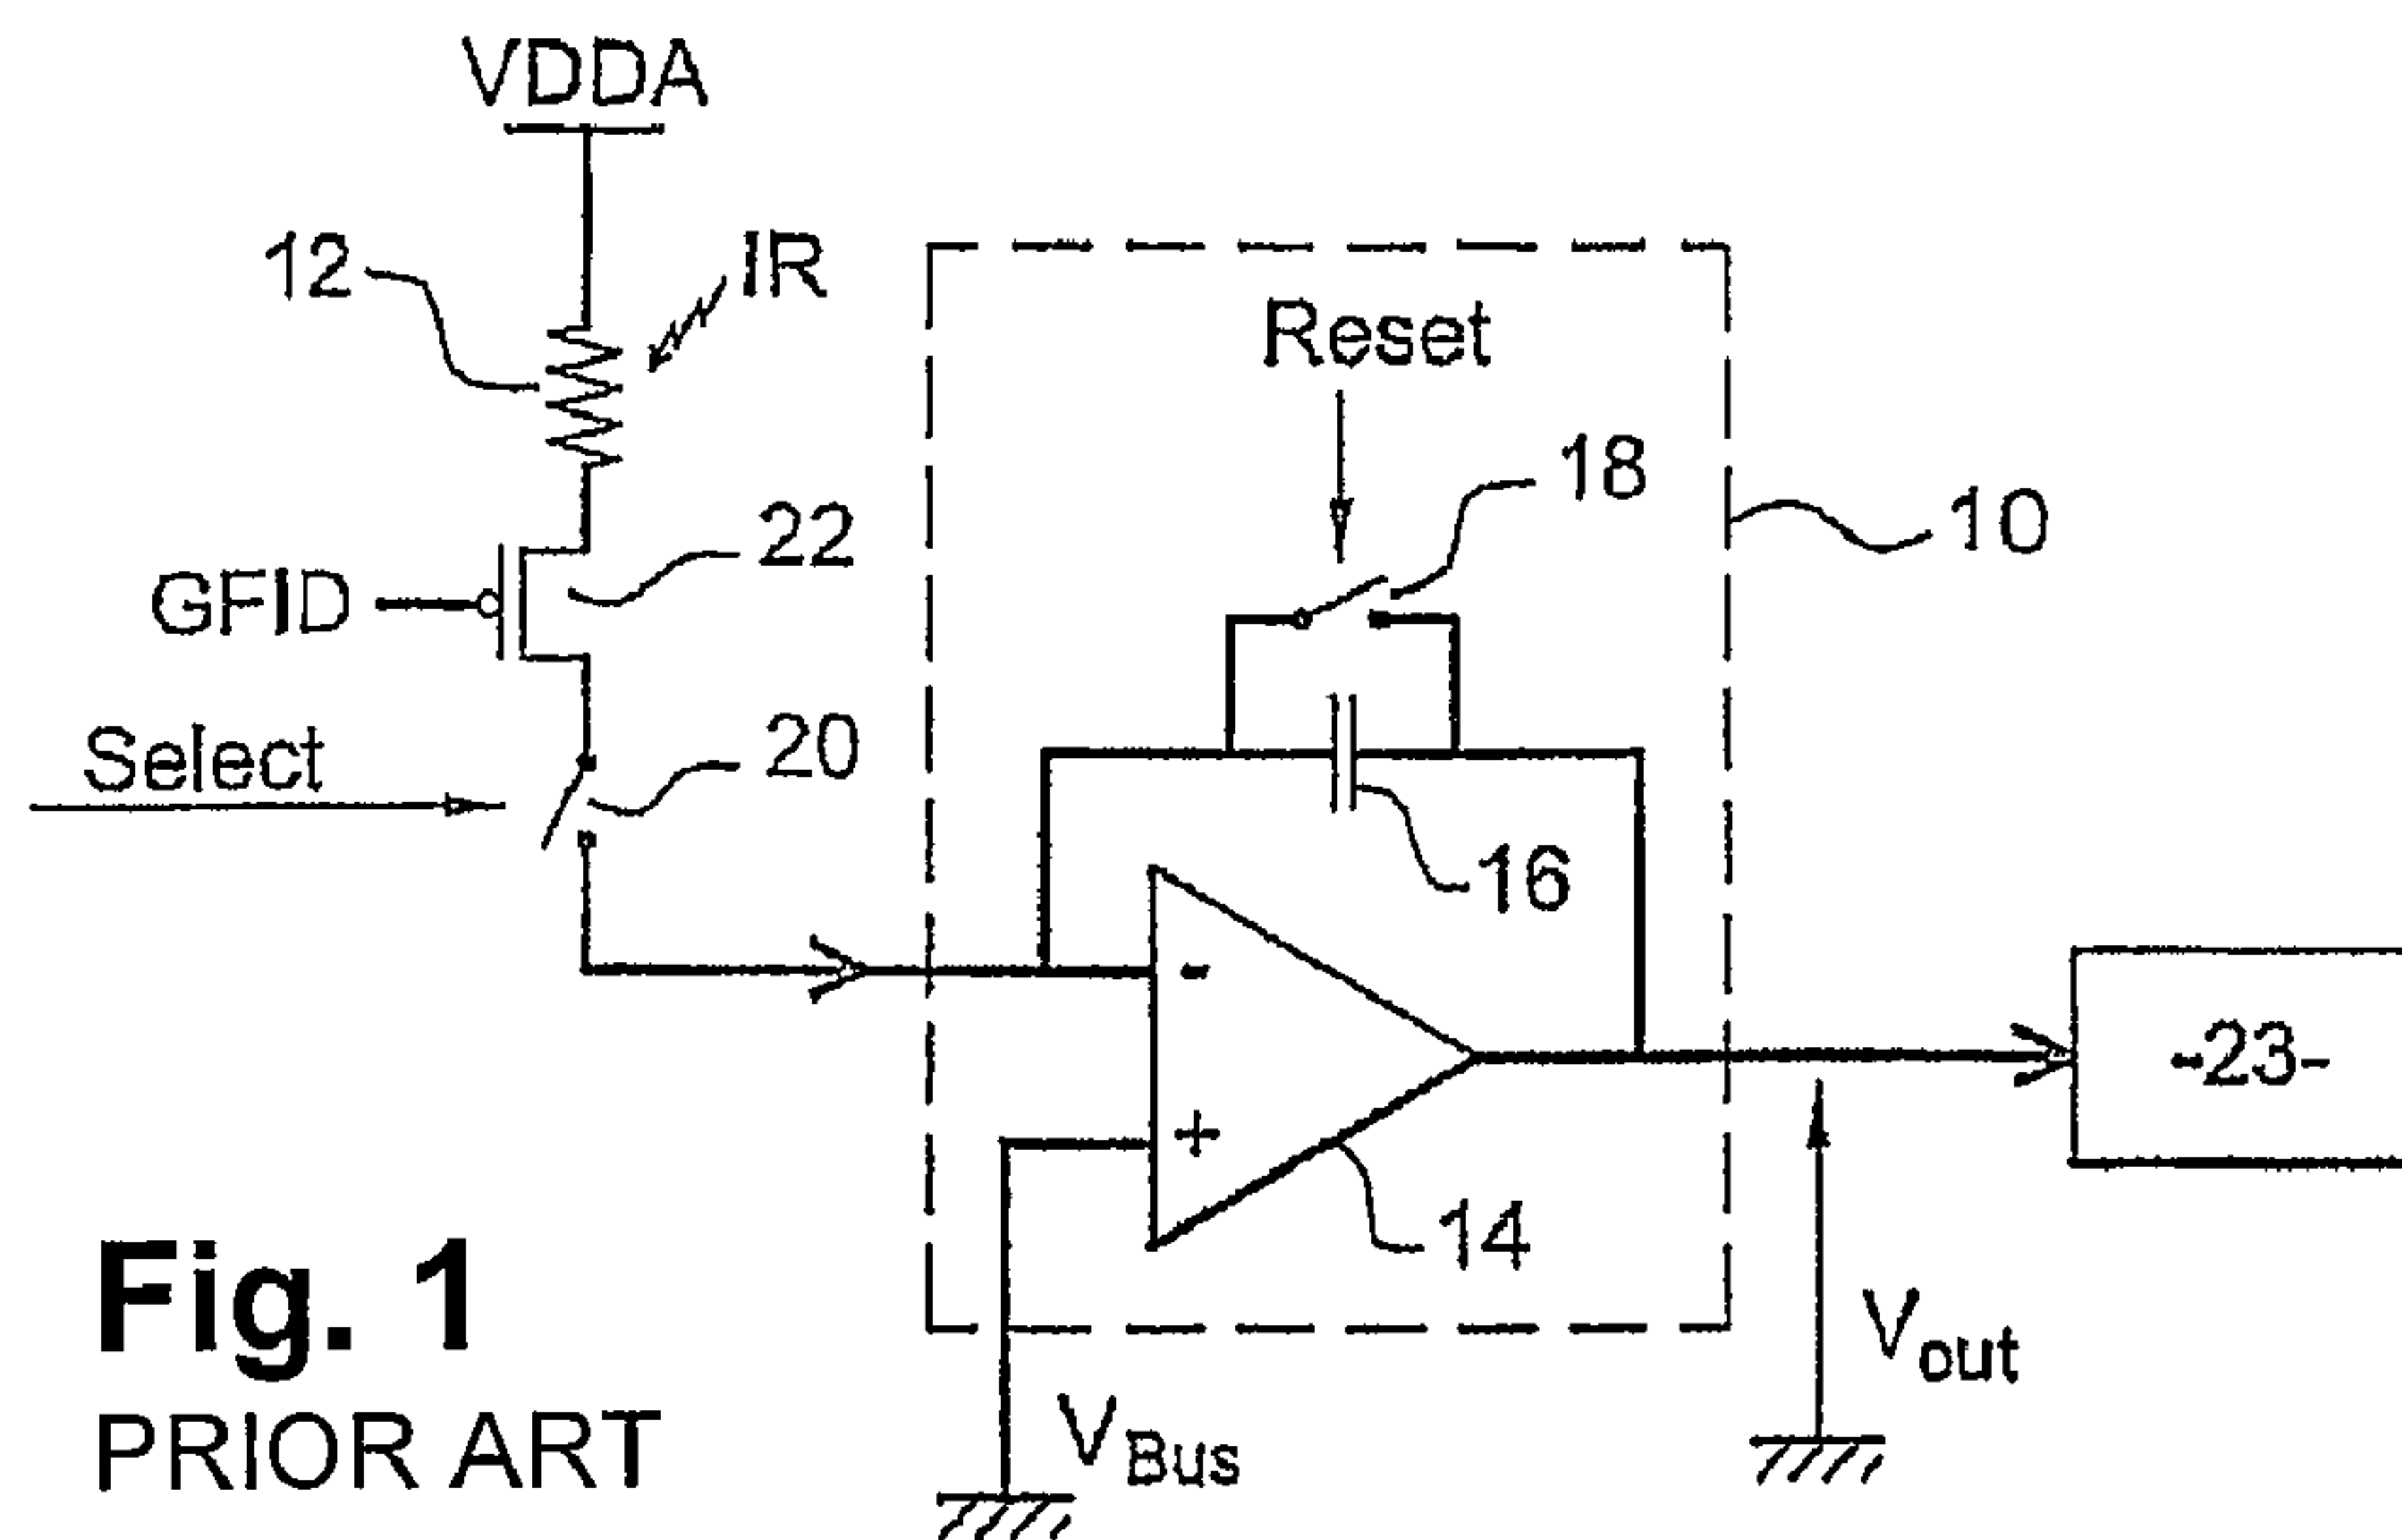 VDDA
12
IR
Reset
18
10
22
GFID
Select
20
16
-
-23-
+
14
Fig. 1
PRIOR ART
VBus
Vout